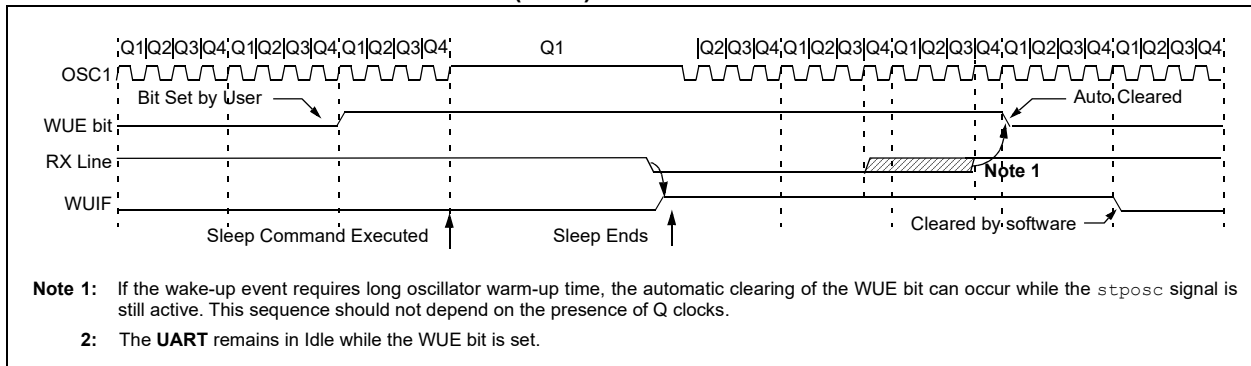 Q1|Q2|Q3|Q4|Q1|Q2|Q3|Q4|Q1|Q2|Q3|Q4| Q1 |Q2|Q3|Q4|Q1|Q2|Q3|Q4|Q1|Q2|Q3|Q4|Q1|Q2|Q3|Q4|Q1|Q2|Q3|Q4
OSC1
Bit Set by User Auto Cleared
WUE bit
RX Line
Note 1
WUIF
Cleared by software
Sleep Command Executed Sleep Ends
Note 1: If the wake-up event requires long oscillator warm-up time, the automatic clearing of the WUE bit can occur while the stposc signal is
still active. This sequence should not depend on the presence of Q clocks.
2: The UART remains in Idle while the WUE bit is set.